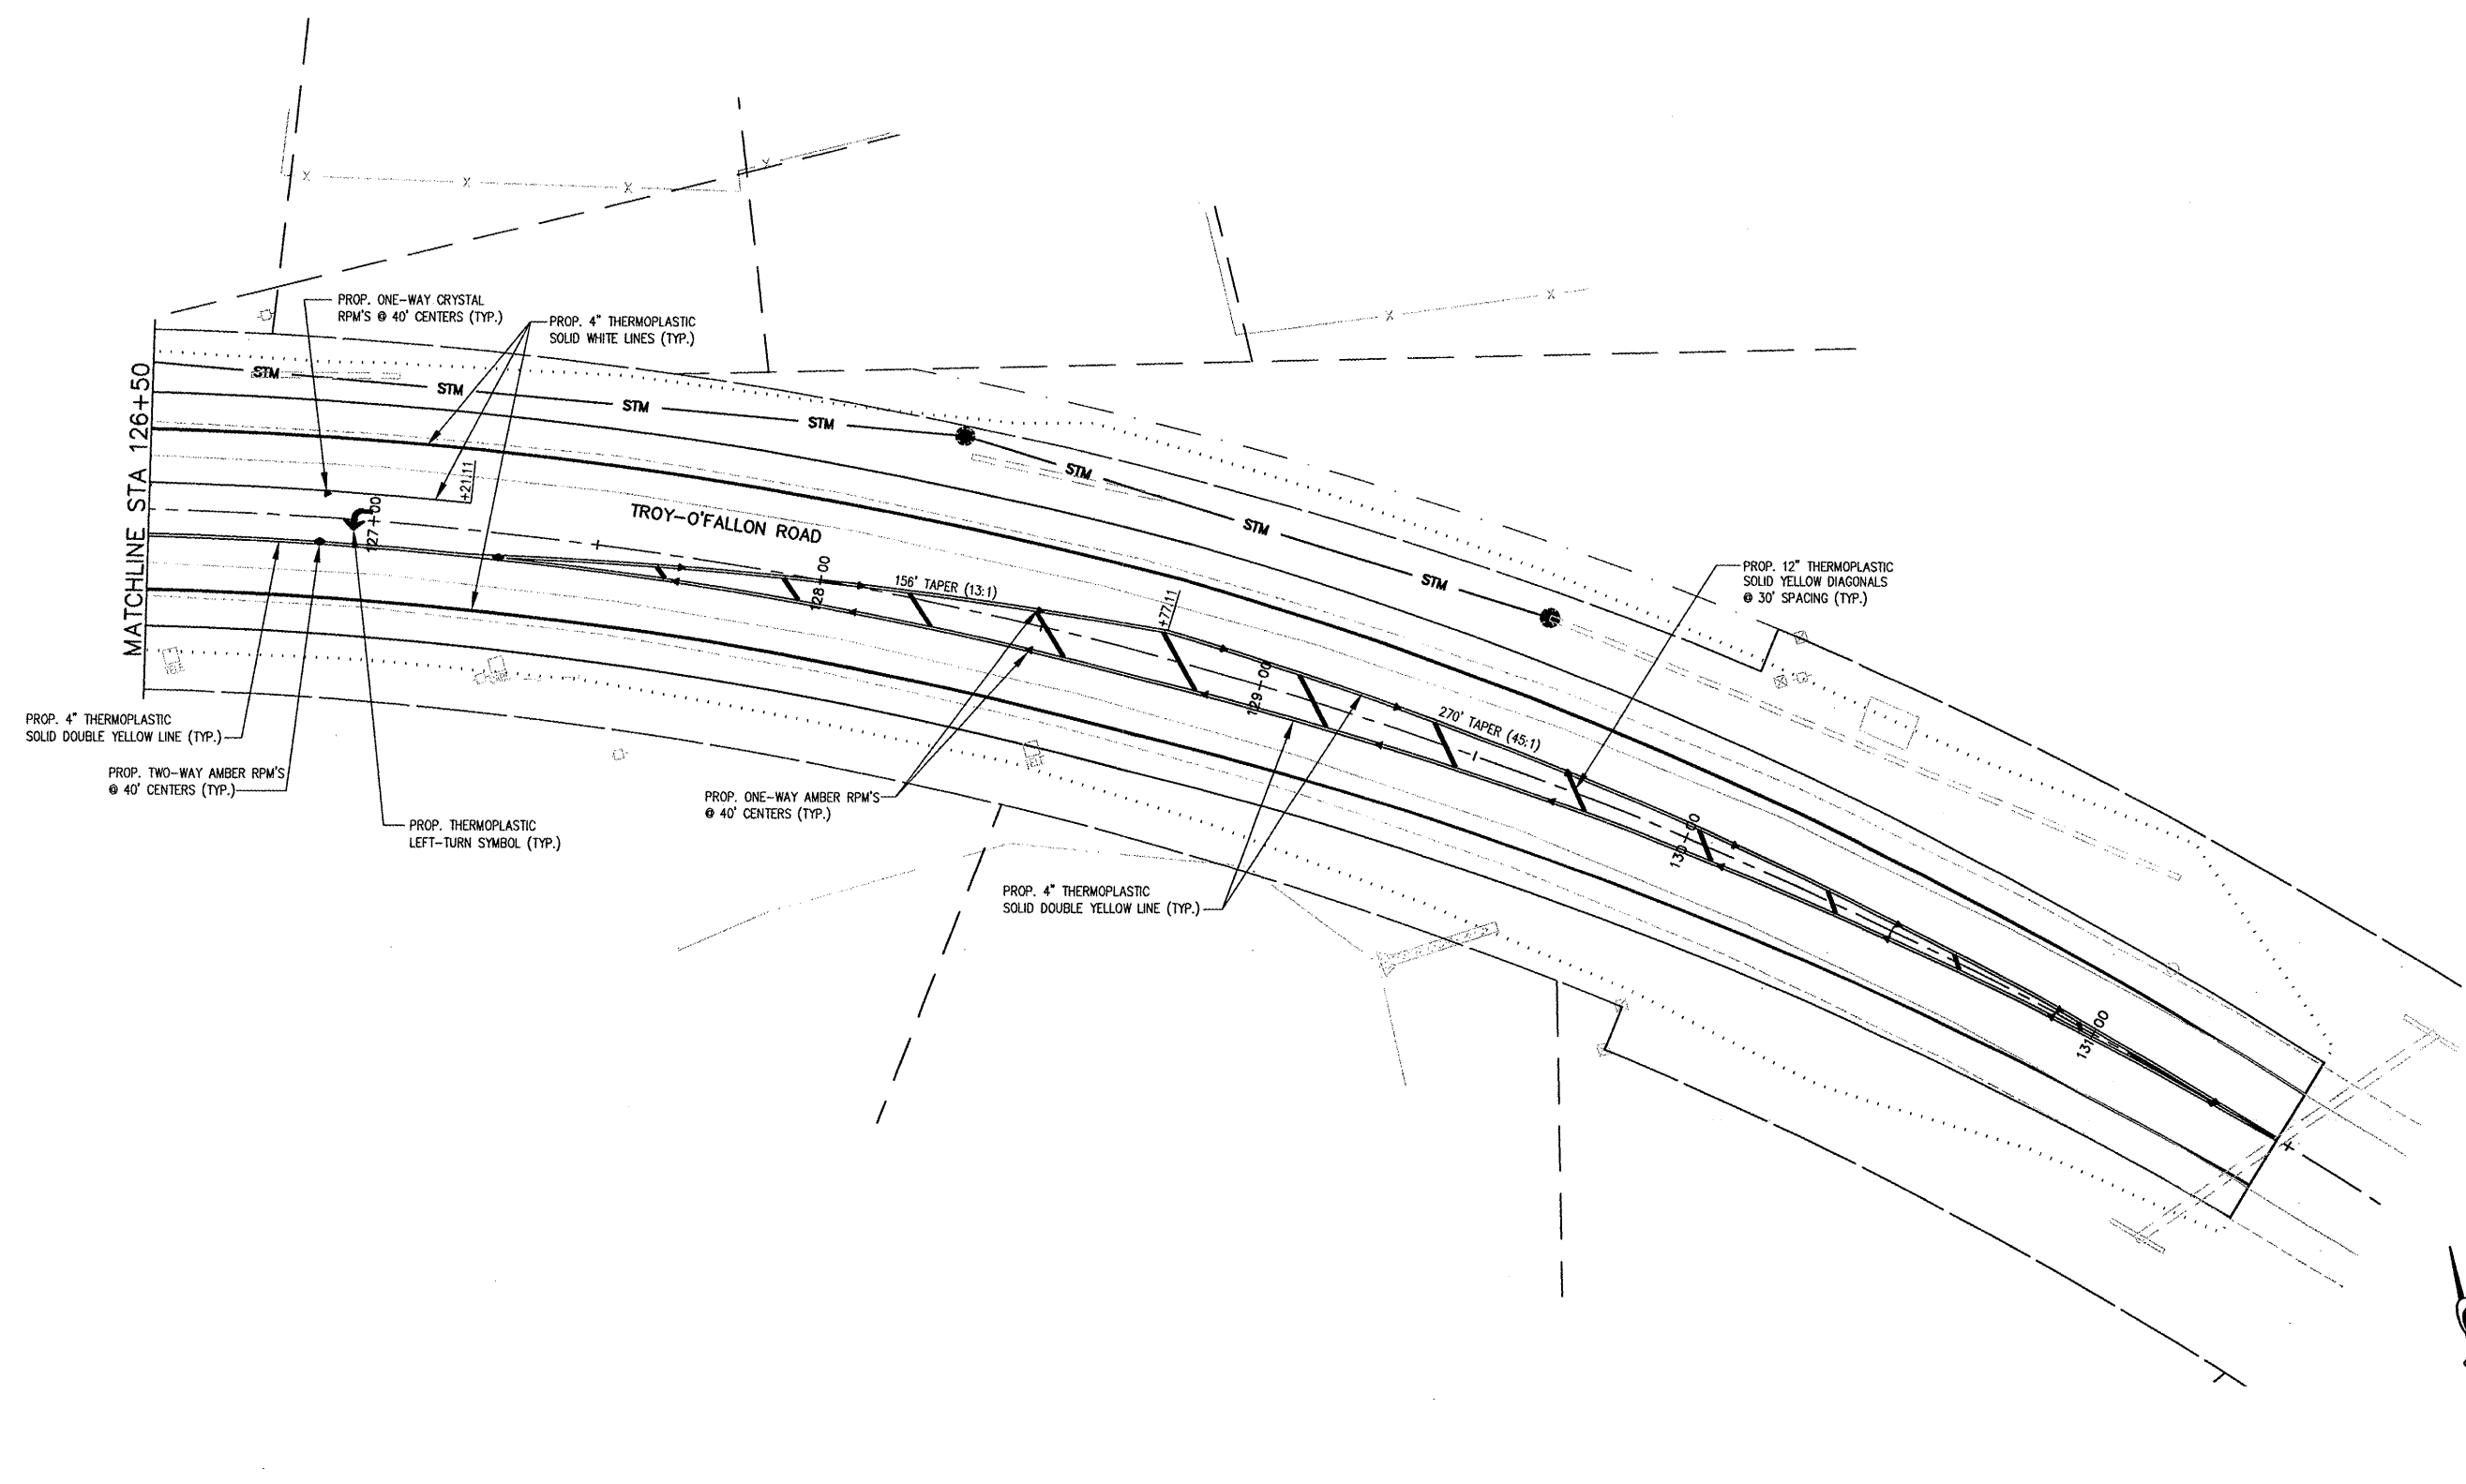 PROP. ONE-WAY CRYSTAL
RPM'S @ 40' CENTERS (TYP.)
PROP. 4" THERMOPLASTIC
SOLID WHITE LINES (TYP.)
MATCHLINE STA 126+50
STM
STM
STM
STM
STM
STM
STM
+21.11
127+00
TROY-O'FALLON ROAD
128+00
156' TAPER (13:1)
+77.11
129+00
270' TAPER (45:1)
PROP. 12" THERMOPLASTIC
SOLID YELLOW DIAGONALS
@ 30' SPACING (TYP.)
130+00
131+00
PROP. 4" THERMOPLASTIC
SOLID DOUBLE YELLOW LINE (TYP.)
PROP. TWO-WAY AMBER RPM'S
@ 40' CENTERS (TYP.)
PROP. THERMOPLASTIC
LEFT-TURN SYMBOL (TYP.)
PROP. ONE-WAY AMBER RPM'S
@ 40' CENTERS (TYP.)
PROP. 4" THERMOPLASTIC
SOLID DOUBLE YELLOW LINE (TYP.)
X
X
X
X
X
X